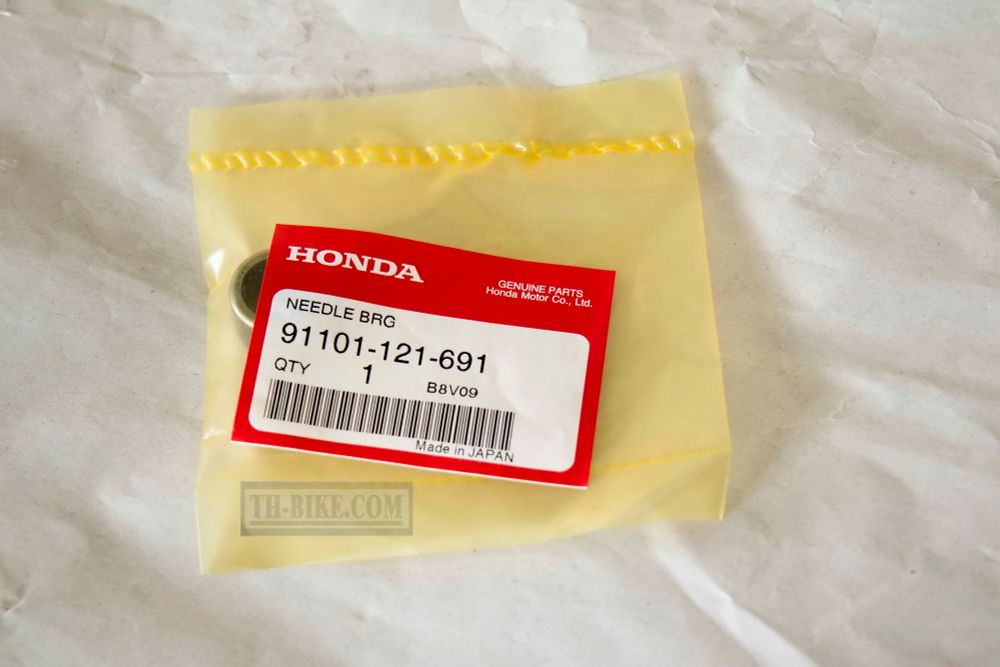 HONDA
GENUINE PARTS
Honda Motor Co., Ltd.
NEEDLE BRG
91101-121-691
QTY 1 B8V09
Made in JAPAN
TH-BIKE.COM